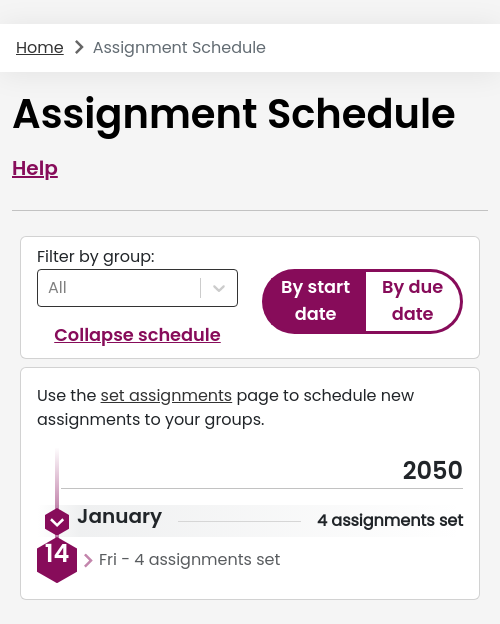 Home
Assignment Schedule
Assignment Schedule
Help
Filter by group:
All
Collapse schedule
By start
date
By due
date
Use the set assignments page to schedule new
assignments to your groups.
2050
January
4 assignments set
14
Fri - 4 assignments set